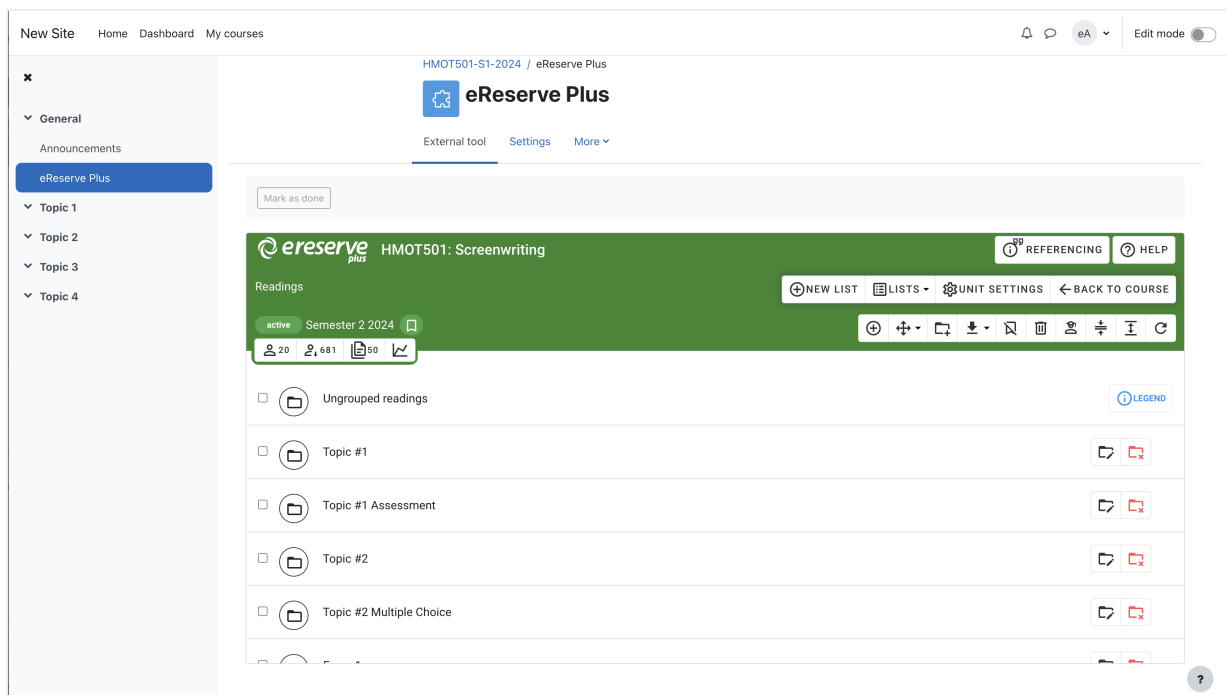 New Site Home Dashboard My courses eA Edit mode
HMOT501-S1-2024 / eReserve Plus
eReserve Plus
External tool Settings More
General
Announcements
eReserve Plus
Topic 1
Topic 2
Topic 3
Topic 4
Mark as done
ereserve plus HMOT501: Screenwriting REFERENCING HELP
Readings NEW LIST LISTS UNIT SETTINGS BACK TO COURSE
active Semester 2 2024
20 681 50
Ungrouped readings LEGEND
Topic #1
Topic #1 Assessment
Topic #2
Topic #2 Multiple Choice
?